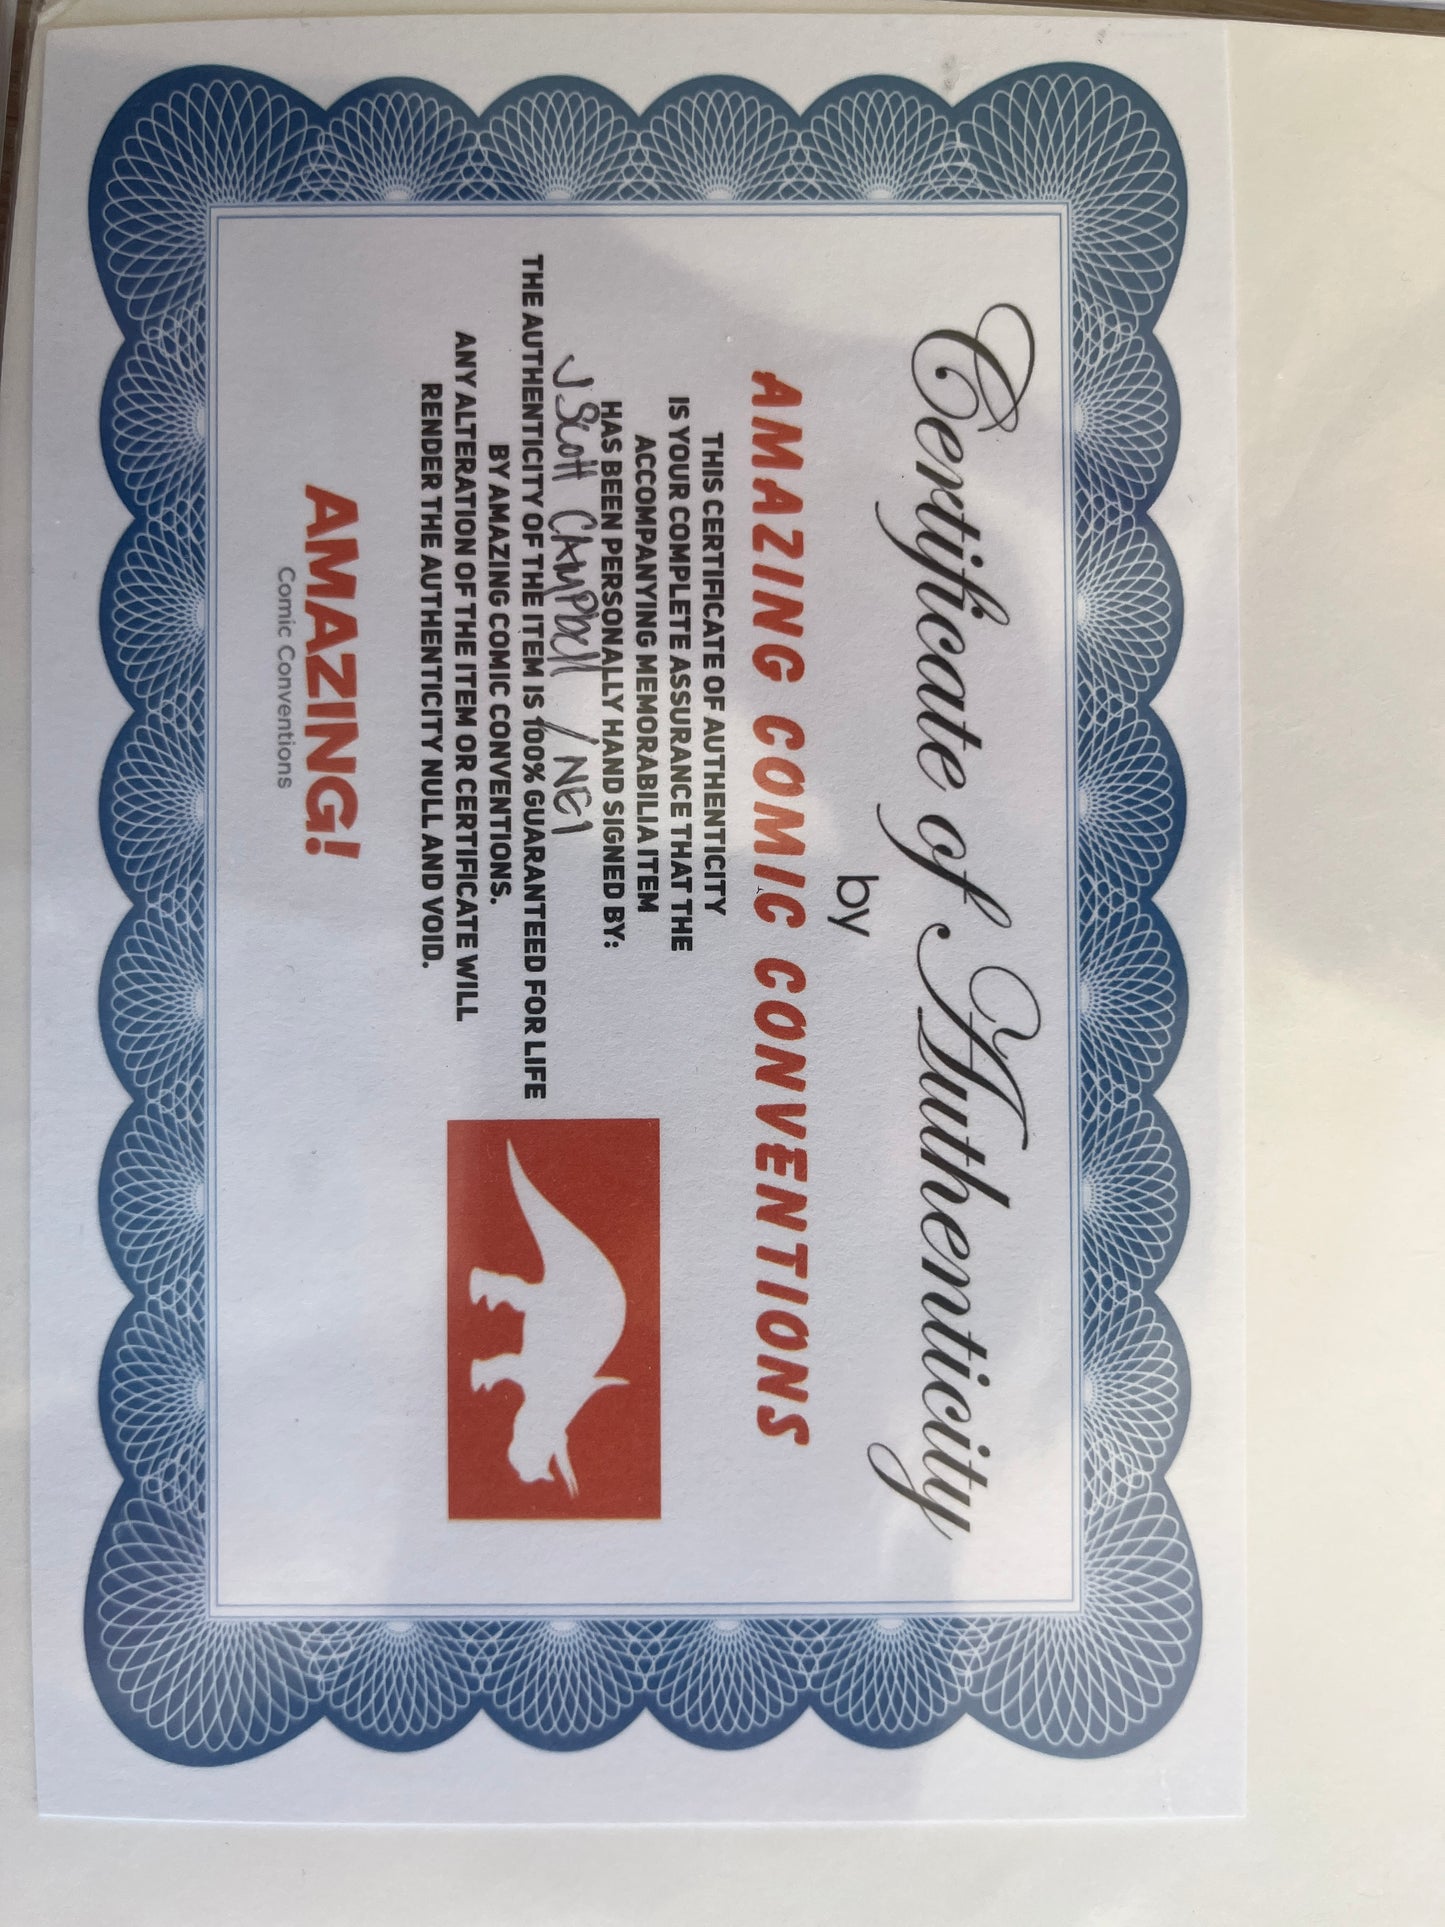 Certificate of Authenticity
by
AMAZING COMIC CONVENTIONS
THIS CERTIFICATE OF AUTHENTICITY
IS YOUR COMPLETE ASSURANCE THAT THE
ACCOMPANYING MEMORABILIA ITEM
HAS BEEN PERSONALLY HAND SIGNED BY:
J Scott CAMPbell / NE1
THE AUTHENTICITY OF THE ITEM IS 100% GUARANTEED FOR LIFE
BY AMAZING COMIC CONVENTIONS.
ANY ALTERATION OF THE ITEM OR CERTIFICATE WILL
RENDER THE AUTHENTICITY NULL AND VOID.
AMAZING!
Comic Conventions